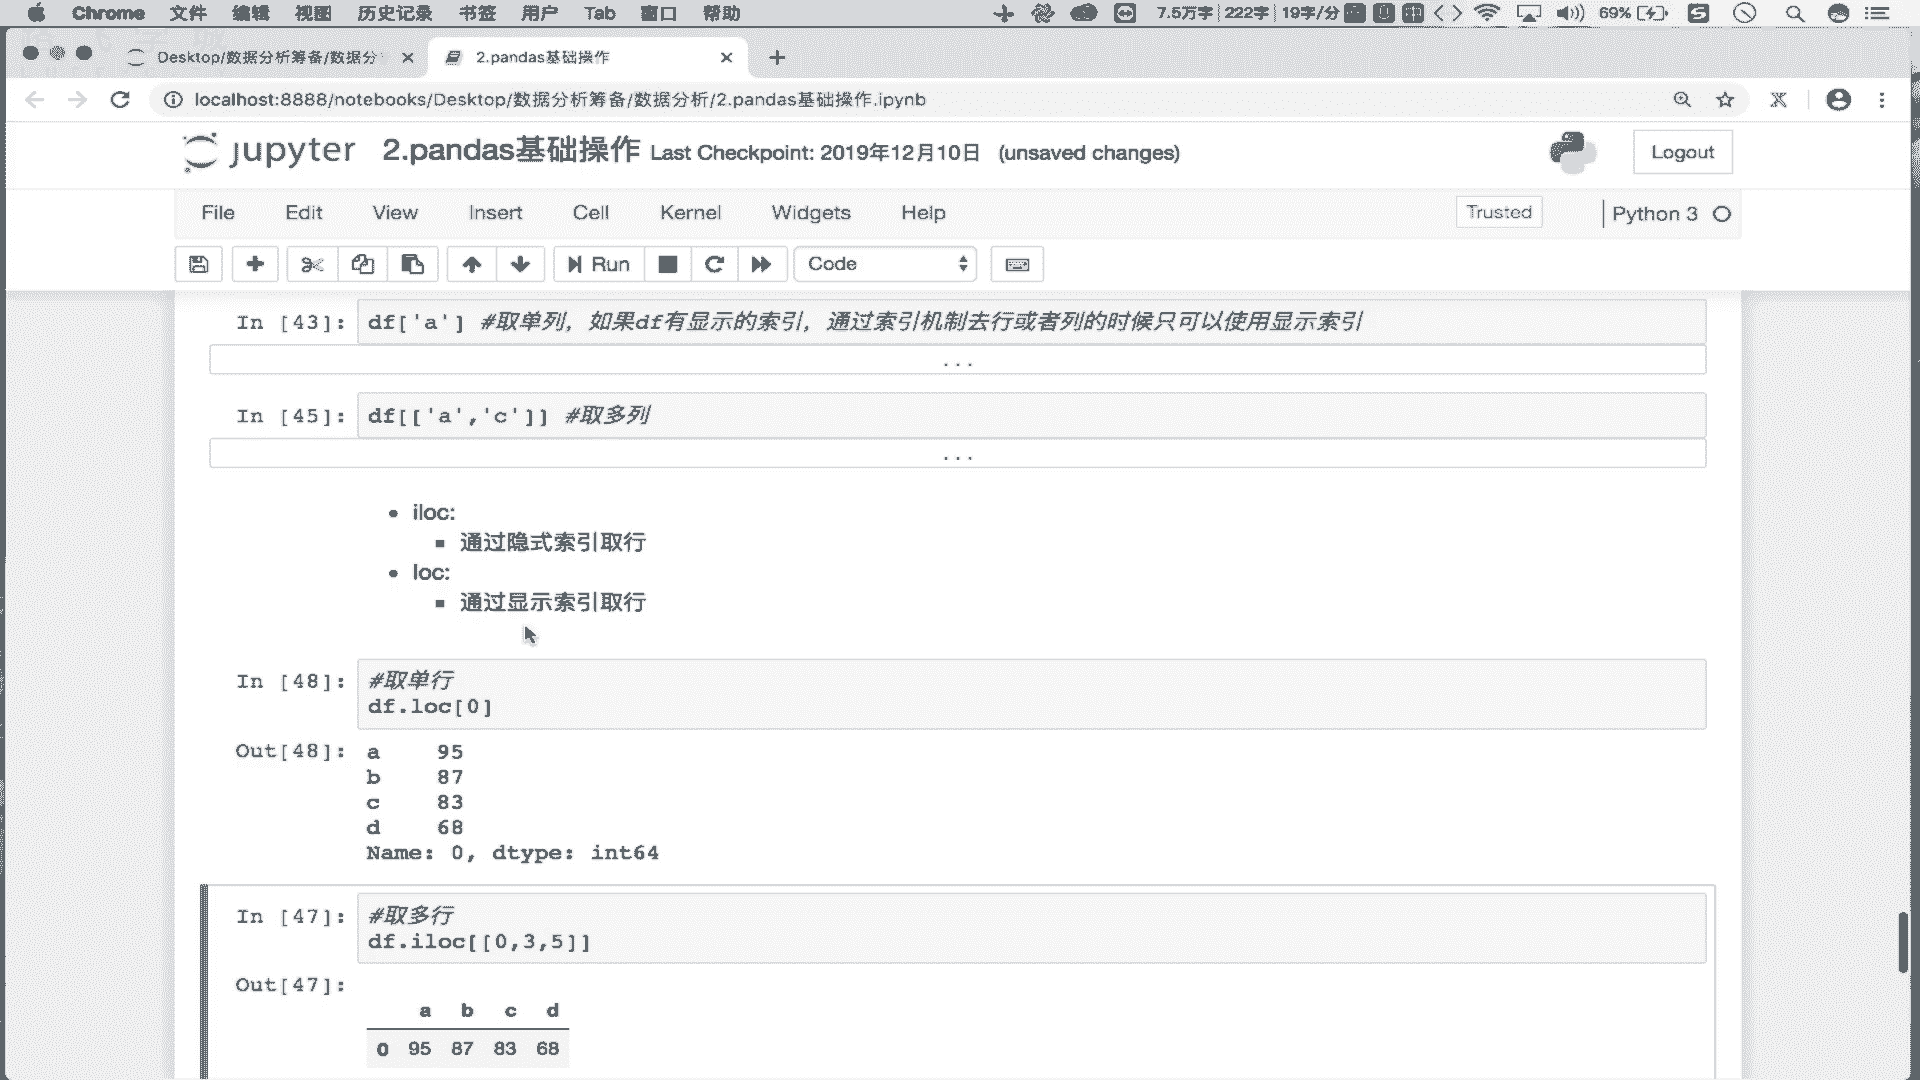 Chrome 文件 编辑 视图 历史记录 书签 用户 Tab 窗口 帮助 7.5万字 222字 19字/分 69%
Desktop/数据分析筹备/数据分 2.pandas基础操作
localhost:8888/notebooks/Desktop/数据分析筹备/数据分析/2.pandas基础操作.ipynb
jupyter 2.pandas基础操作 Last Checkpoint: 2019年12月10日 (unsaved changes) Logout
File Edit View Insert Cell Kernel Widgets Help Trusted Python 3
Run Code
In [43]: df['a'] #取单列，如果df有显示的索引，通过索引机制去行或者列的时候只可以使用显示索引
...
In [45]: df[['a','c']] #取多列
...
iloc:
通过隐式索引取行
loc:
通过显示索引取行
In [48]: #取单行
df.loc[0]
Out[48]: a 95
b 87
c 83
d 68
Name: 0, dtype: int64
In [47]: #取多行
df.iloc[[0,3,5]]
Out[47]:
a b c d
0 95 87 83 68